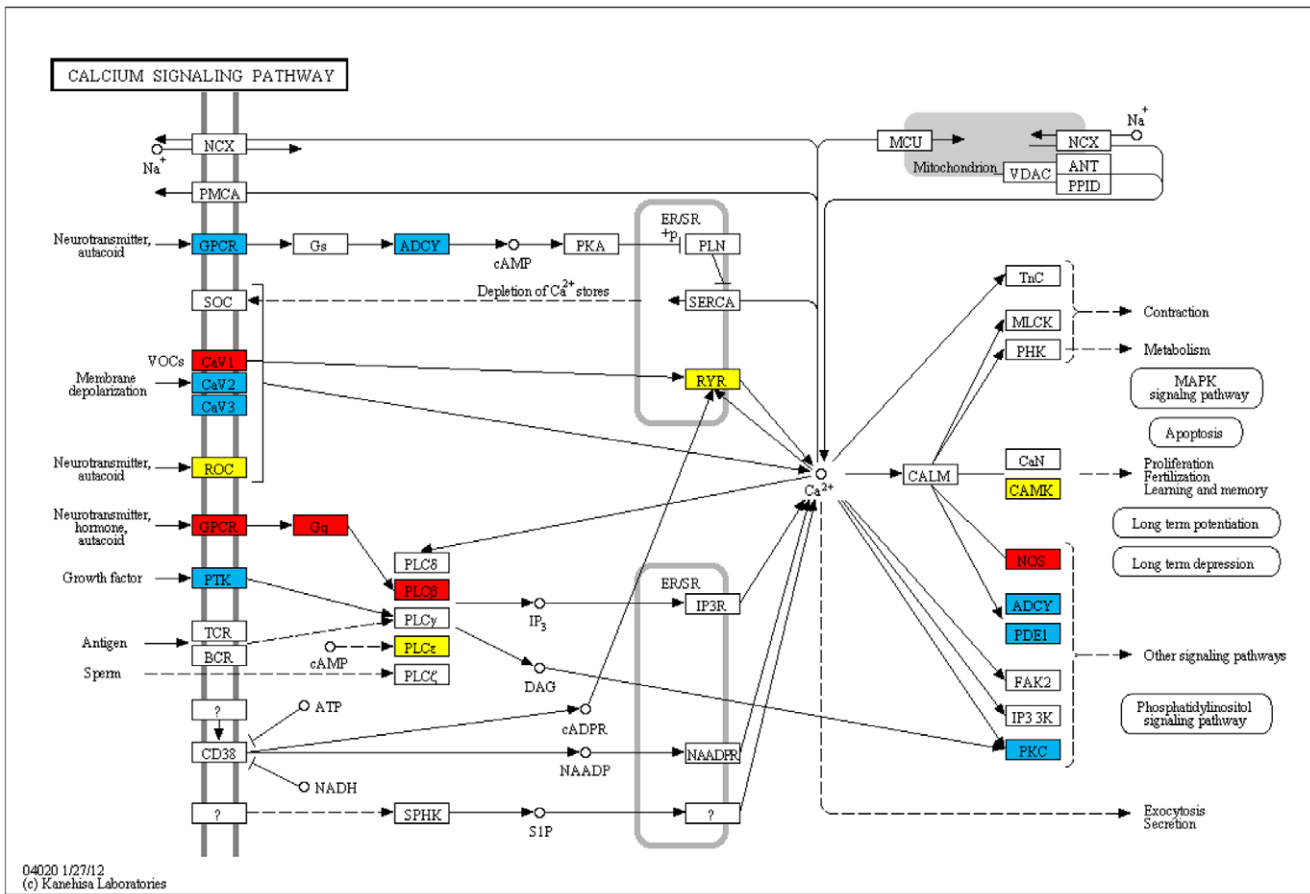 CALCIUM SIGNALING PATHWAY
Na+
NCX
MCU
Mitochondrion
NCX
Na+
VDAC
ANT
PPID
PMCA
Neurotransmitter,
autacoid
GPCR
Gs
ADCY
cAMP
PKA
ER/SR
+p
PLN
SOC
Depletion of Ca2+ stores
SERCA
TnC
MLCK
PHK
Contraction
Metabolism
VOCs
CaV1
Membrane
depolarization
CaV2
CaV3
RYR
MAPK
signalng pathway
Apoptosis
Neurotransmitter,
autacoid
ROC
Ca2+
CALM
CaN
CAMK
Proliferation
Fertilization
Learning and memory
Neurotransmitter,
hormone,
autacoid
GPCR
Gq
Long term potentiation
Long term depression
PLCδ
NOS
Growth factor
PTK
PLCβ
ER/SR
IP3
IP3R
ADCY
PDE1
PLCγ
Antigen
TCR
BCR
cAMP
PLCε
Other signaling pathways
Sperm
PLCζ
DAG
FAK2
IP3 3K
PKC
Phosphatidylinositol
signaling pathway
?
ATP
cADPR
CD38
NAADP
NAADPR
NADH
?
SPHK
S1P
?
Exocytosis
Secretion
04020 1/27/12
(c) Kanehisa Laboratories